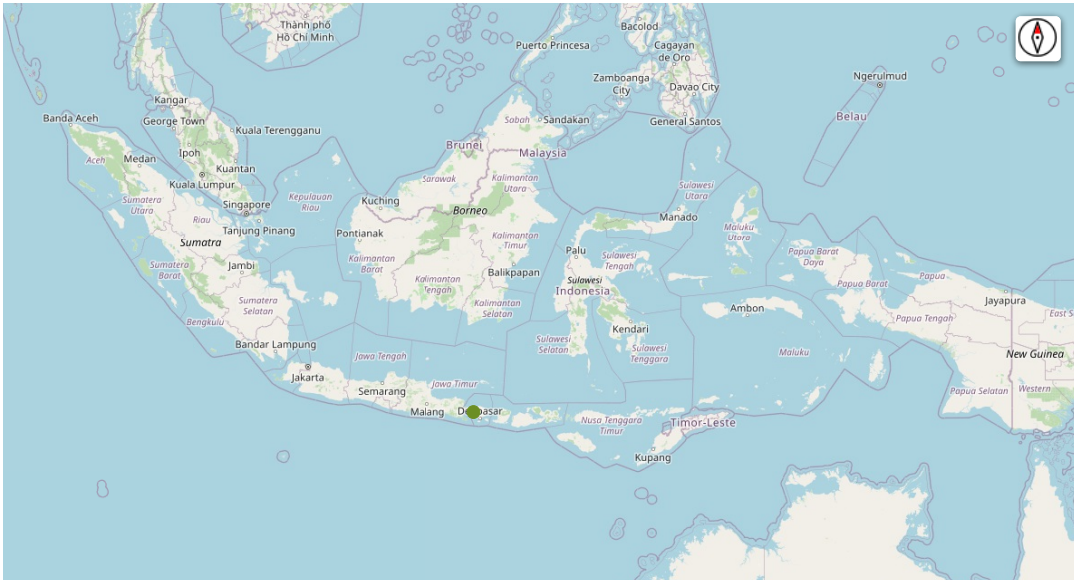 Thành phố
Hồ Chí Minh
Bacolod
Puerto Princesa
Cagayan
de Oro
Zamboanga
City
Davao City
Ngerulmud
Kangar
Banda Aceh
George Town
Kuala Terengganu
Sabah
Sandakan
General Santos
Belau
Brunei
Malaysia
Ipoh
Aceh
Medan
Kuantan
Kuala Lumpur
Sarawak
Kalimantan
Utara
Sulawesi
Utara
Sumatera
Utara
Singapore
Kepulauan
Riau
Kuching
Borneo
Manado
Riau
Tanjung Pinang
Pontianak
Maluku
Utara
Sumatra
Kalimantan
Timur
Palu
Sulawesi
Tengah
Papua Barat
Daya
Sumatera
Barat
Jambi
Kalimantan
Barat
Balikpapan
Kalimantan
Tengah
Sulawesi
Indonesia
Papua Barat
Papua
Sumatera
Selatan
Kalimantan
Selatan
Ambon
Jayapura
Bengkulu
Kendari
Papua Tengah
East S
Bandar Lampung
Sulawesi
Selatan
Sulawesi
Tenggara
Jawa Tengah
Maluku
New Guinea
Jakarta
Semarang
Jawa Timur
Papua Selatan
Western
Malang
Nusa Tenggara
Timur
Timor-Leste
Kupang